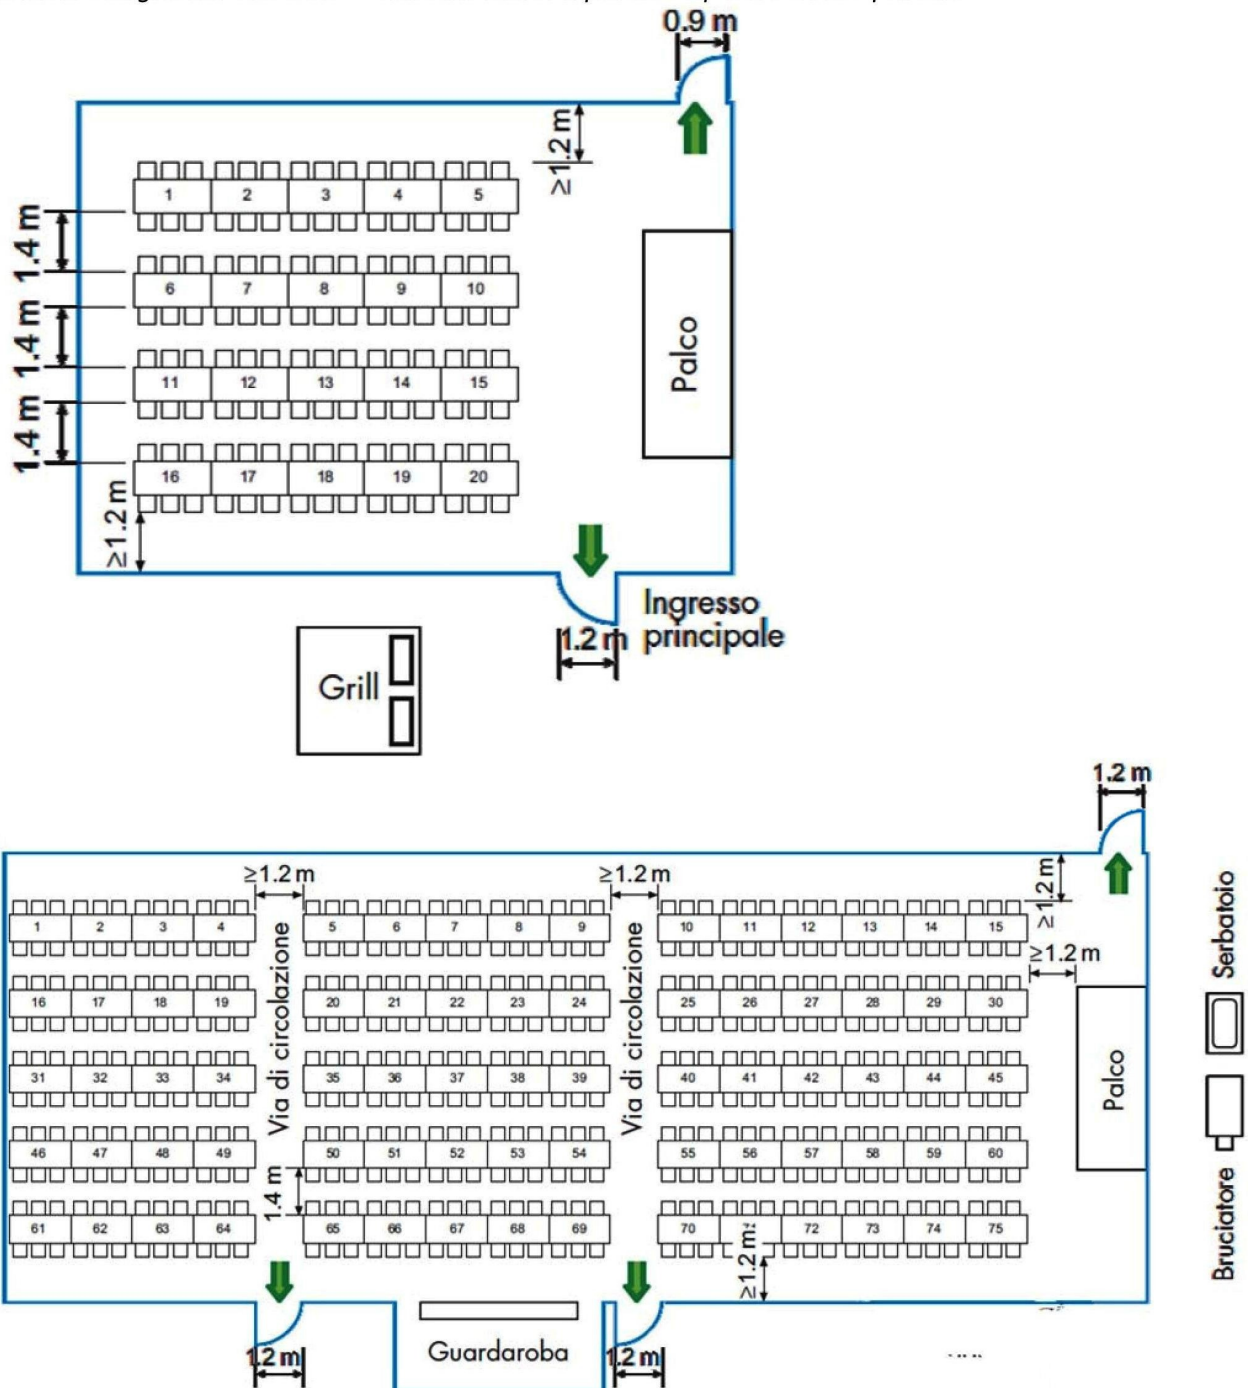 0.9 m
≥1.2 m
1 2 3 4 5
1.4 m
6 7 8 9 10
1.4 m
11 12 13 14 15
Palco
1.4 m
16 17 18 19 20
≥1.2 m
Ingresso
principale
1.2 m
Grill
1.2 m
≥1.2 m ≥1.2 m
≥1.2 m
1 2 3 4 5 6 7 8 9 10 11 12 13 14 15
≥1.2 m
16 17 18 19 20 21 22 23 24 25 26 27 28 29 30
Via di circolazione
Via di circolazione
31 32 33 34 35 36 37 38 39 40 41 42 43 44 45
Palco
46 47 48 49 50 51 52 53 54 55 56 57 58 59 60
1.4 m
61 62 63 64 65 66 67 68 69 70 72 73 74 75
≥1.2 m
Guardaroba
1.2 m 1.2 m
Serbatoio
Bruciatore